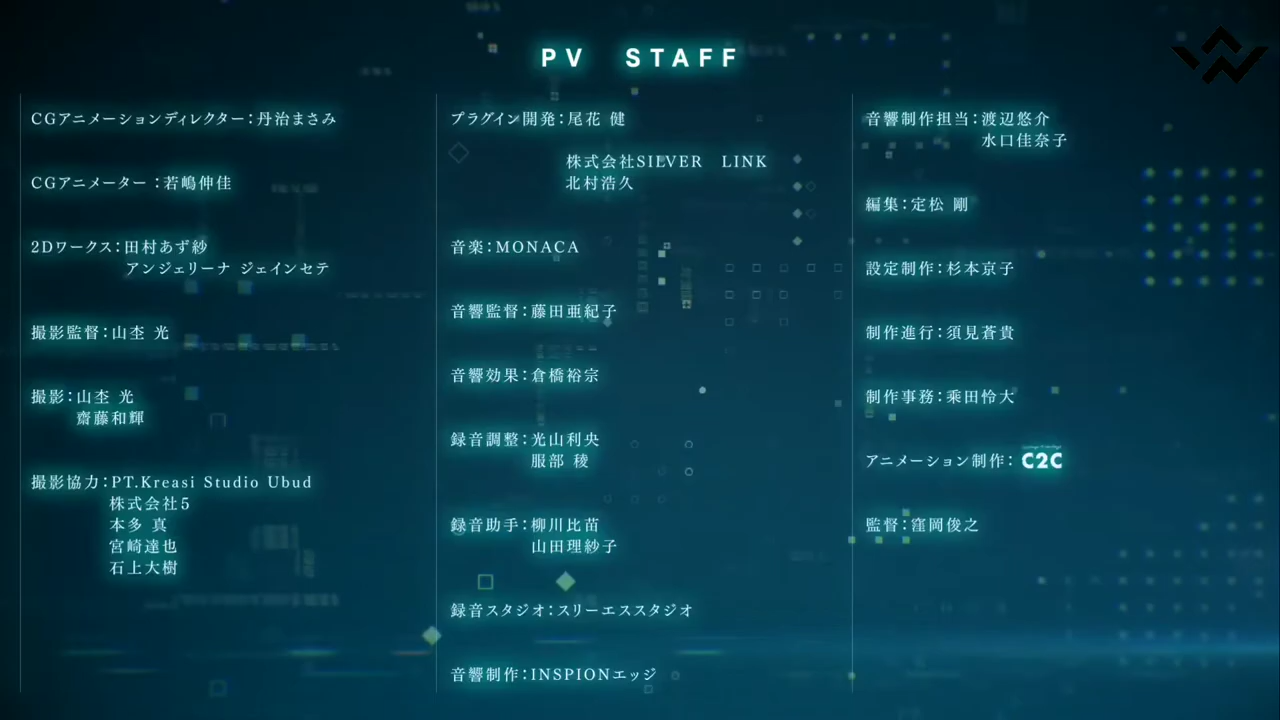 PV STAFF
CGアニメーションディレクター：丹治まさみ
CGアニメーター：若嶋伸佳
2Dワークス：田村あず紗
アンジェリーナ ジェインセテ
撮影監督：山杢 光
撮影：山杢 光
齋藤和輝
撮影協力：PT.Kreasi Studio Ubud
株式会社5
本多 真
宮崎達也
石上大樹
プラグイン開発：尾花 健
株式会社SILVER LINK
北村浩久
音楽：MONACA
音響監督：藤田亜紀子
音響効果：倉橋裕宗
録音調整：光山利央
服部 稜
録音助手：柳川比苗
山田理紗子
録音スタジオ：スリーエススタジオ
音響制作：INSPIONエッジ
音響制作担当：渡辺悠介
水口佳奈子
編集：定松 剛
設定制作：杉本京子
制作進行：須見蒼貴
制作事務：乗田怜大
アニメーション制作：C2C
監督：窪岡俊之